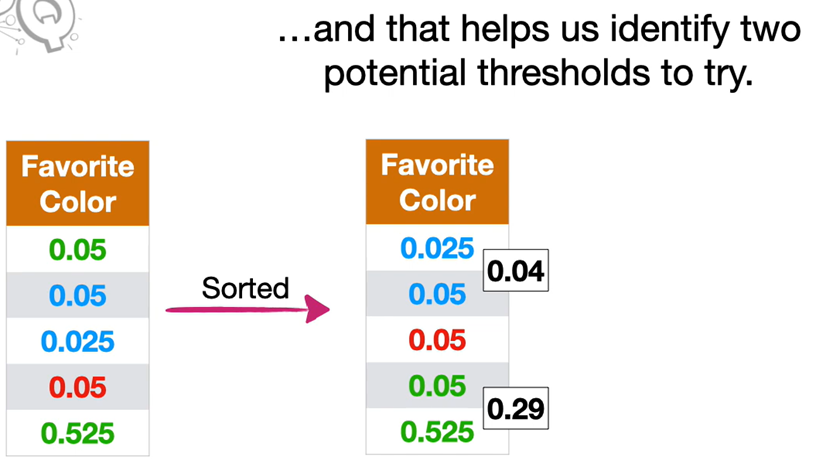 …and that helps us identify two
potential thresholds to try.
Favorite
Color
0.05
0.05
0.025
0.05
0.525
Sorted
Favorite
Color
0.025
0.04
0.05
0.05
0.05
0.29
0.525